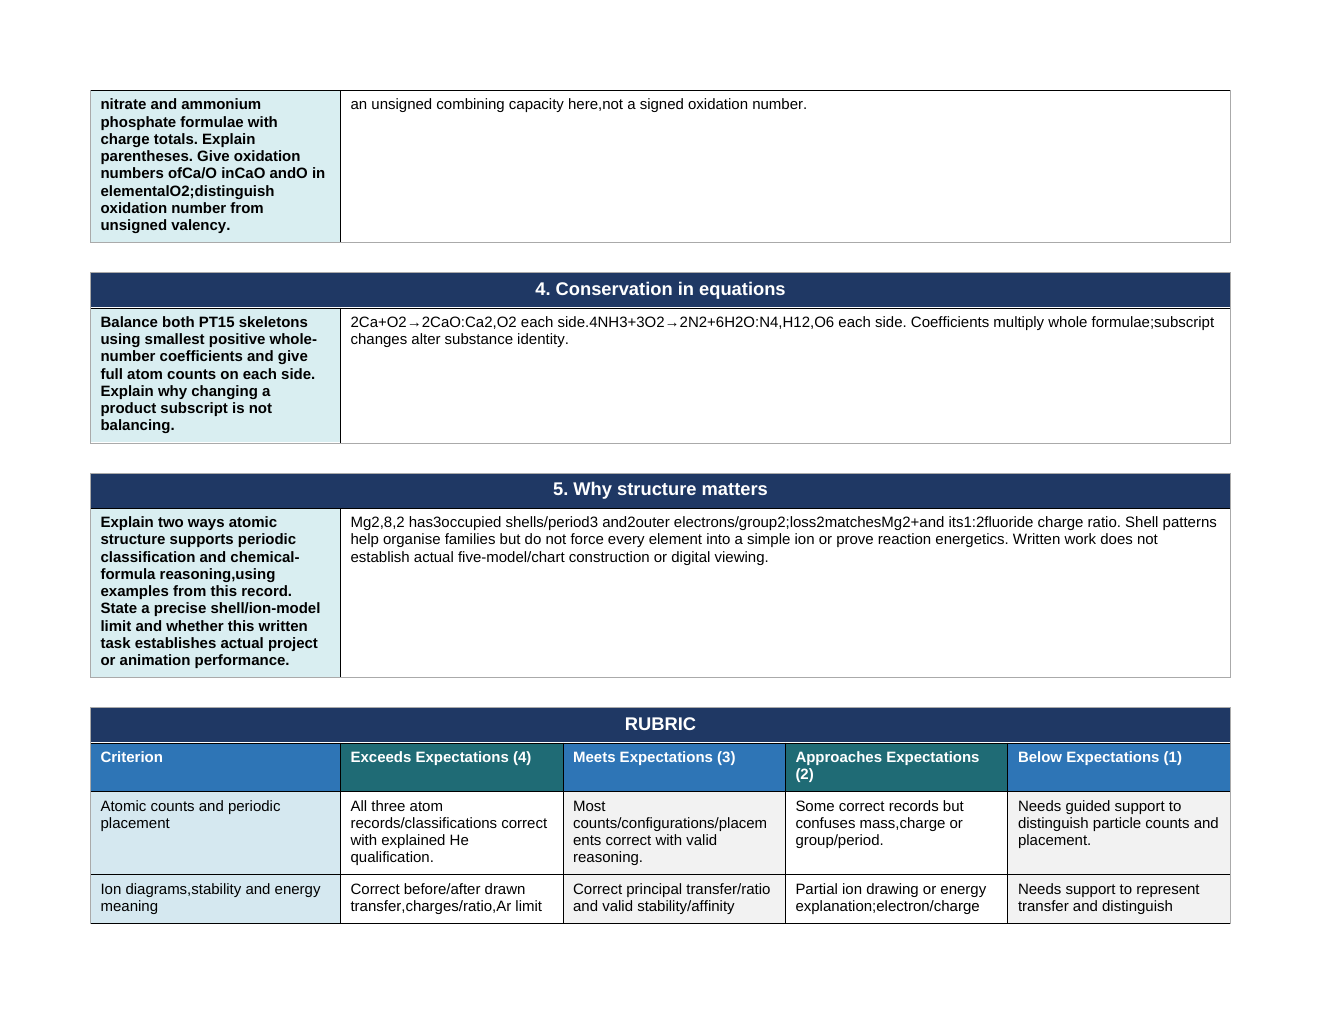 nitrate and ammonium
phosphate formulae with
charge totals. Explain
parentheses. Give oxidation
numbers ofCa/O inCaO andO in
elementalO2;distinguish
oxidation number from
unsigned valency.
an unsigned combining capacity here,not a signed oxidation number.
4. Conservation in equations
Balance both PT15 skeletons
using smallest positive whole-
number coefficients and give
full atom counts on each side.
Explain why changing a
product subscript is not
balancing.
2Ca+O2→2CaO:Ca2,O2 each side.4NH3+3O2→2N2+6H2O:N4,H12,O6 each side. Coefficients multiply whole formulae;subscript
changes alter substance identity.
5. Why structure matters
Explain two ways atomic
structure supports periodic
classification and chemical-
formula reasoning,using
examples from this record.
State a precise shell/ion-model
limit and whether this written
task establishes actual project
or animation performance.
Mg2,8,2 has3occupied shells/period3 and2outer electrons/group2;loss2matchesMg2+and its1:2fluoride charge ratio. Shell patterns
help organise families but do not force every element into a simple ion or prove reaction energetics. Written work does not
establish actual five-model/chart construction or digital viewing.
RUBRIC
Criterion
Exceeds Expectations (4)
Meets Expectations (3)
Approaches Expectations
(2)
Below Expectations (1)
Atomic counts and periodic
placement
All three atom
records/classifications correct
with explained He
qualification.
Most
counts/configurations/placem
ents correct with valid
reasoning.
Some correct records but
confuses mass,charge or
group/period.
Needs guided support to
distinguish particle counts and
placement.
Ion diagrams,stability and energy
meaning
Correct before/after drawn
transfer,charges/ratio,Ar limit
Correct principal transfer/ratio
and valid stability/affinity
Partial ion drawing or energy
explanation;electron/charge
Needs support to represent
transfer and distinguish